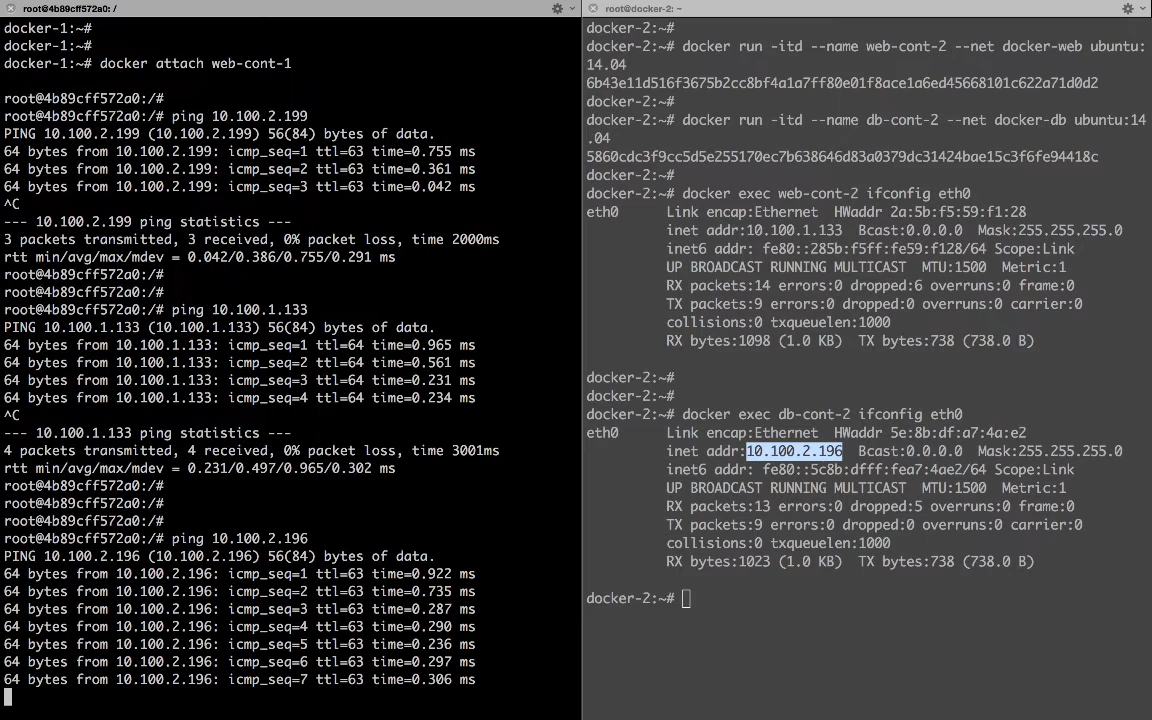 root@4b89cff572a0: /
docker-1:~#
docker-1:~#
docker-1:~# docker attach web-cont-1
root@4b89cff572a0:/#
root@4b89cff572a0:/# ping 10.100.2.199
PING 10.100.2.199 (10.100.2.199) 56(84) bytes of data.
64 bytes from 10.100.2.199: icmp_seq=1 ttl=63 time=0.755 ms
64 bytes from 10.100.2.199: icmp_seq=2 ttl=63 time=0.361 ms
64 bytes from 10.100.2.199: icmp_seq=3 ttl=63 time=0.042 ms
^C
--- 10.100.2.199 ping statistics ---
3 packets transmitted, 3 received, 0% packet loss, time 2000ms
rtt min/avg/max/mdev = 0.042/0.386/0.755/0.291 ms
root@4b89cff572a0:/#
root@4b89cff572a0:/#
root@4b89cff572a0:/# ping 10.100.1.133
PING 10.100.1.133 (10.100.1.133) 56(84) bytes of data.
64 bytes from 10.100.1.133: icmp_seq=1 ttl=64 time=0.965 ms
64 bytes from 10.100.1.133: icmp_seq=2 ttl=64 time=0.561 ms
64 bytes from 10.100.1.133: icmp_seq=3 ttl=64 time=0.231 ms
64 bytes from 10.100.1.133: icmp_seq=4 ttl=64 time=0.234 ms
^C
--- 10.100.1.133 ping statistics ---
4 packets transmitted, 4 received, 0% packet loss, time 3001ms
rtt min/avg/max/mdev = 0.231/0.497/0.965/0.302 ms
root@4b89cff572a0:/#
root@4b89cff572a0:/#
root@4b89cff572a0:/#
root@4b89cff572a0:/# ping 10.100.2.196
PING 10.100.2.196 (10.100.2.196) 56(84) bytes of data.
64 bytes from 10.100.2.196: icmp_seq=1 ttl=63 time=0.922 ms
64 bytes from 10.100.2.196: icmp_seq=2 ttl=63 time=0.735 ms
64 bytes from 10.100.2.196: icmp_seq=3 ttl=63 time=0.287 ms
64 bytes from 10.100.2.196: icmp_seq=4 ttl=63 time=0.290 ms
64 bytes from 10.100.2.196: icmp_seq=5 ttl=63 time=0.236 ms
64 bytes from 10.100.2.196: icmp_seq=6 ttl=63 time=0.297 ms
64 bytes from 10.100.2.196: icmp_seq=7 ttl=63 time=0.306 ms
root@docker-2: ~
docker-2:~#
docker-2:~# docker run -itd --name web-cont-2 --net docker-web ubuntu:
14.04
6b43e11d516f3675b2cc8bf4a1a7ff80e01f8ace1a6ed45668101c622a71d0d2
docker-2:~#
docker-2:~# docker run -itd --name db-cont-2 --net docker-db ubuntu:14
.04
5860cdc3f9cc5d5e255170ec7b638646d83a0379dc31424bae15c3f6fe94418c
docker-2:~#
docker-2:~# docker exec web-cont-2 ifconfig eth0
eth0      Link encap:Ethernet  HWaddr 2a:5b:f5:59:f1:28
inet addr:10.100.1.133  Bcast:0.0.0.0  Mask:255.255.255.0
inet6 addr: fe80::285b:f5ff:fe59:f128/64 Scope:Link
UP BROADCAST RUNNING MULTICAST  MTU:1500  Metric:1
RX packets:14 errors:0 dropped:6 overruns:0 frame:0
TX packets:9 errors:0 dropped:0 overruns:0 carrier:0
collisions:0 txqueuelen:1000
RX bytes:1098 (1.0 KB)  TX bytes:738 (738.0 B)
docker-2:~#
docker-2:~#
docker-2:~# docker exec db-cont-2 ifconfig eth0
eth0      Link encap:Ethernet  HWaddr 5e:8b:df:a7:4a:e2
inet addr:10.100.2.196  Bcast:0.0.0.0  Mask:255.255.255.0
inet6 addr: fe80::5c8b:dfff:fea7:4ae2/64 Scope:Link
UP BROADCAST RUNNING MULTICAST  MTU:1500  Metric:1
RX packets:13 errors:0 dropped:5 overruns:0 frame:0
TX packets:9 errors:0 dropped:0 overruns:0 carrier:0
collisions:0 txqueuelen:1000
RX bytes:1023 (1.0 KB)  TX bytes:738 (738.0 B)
docker-2:~#